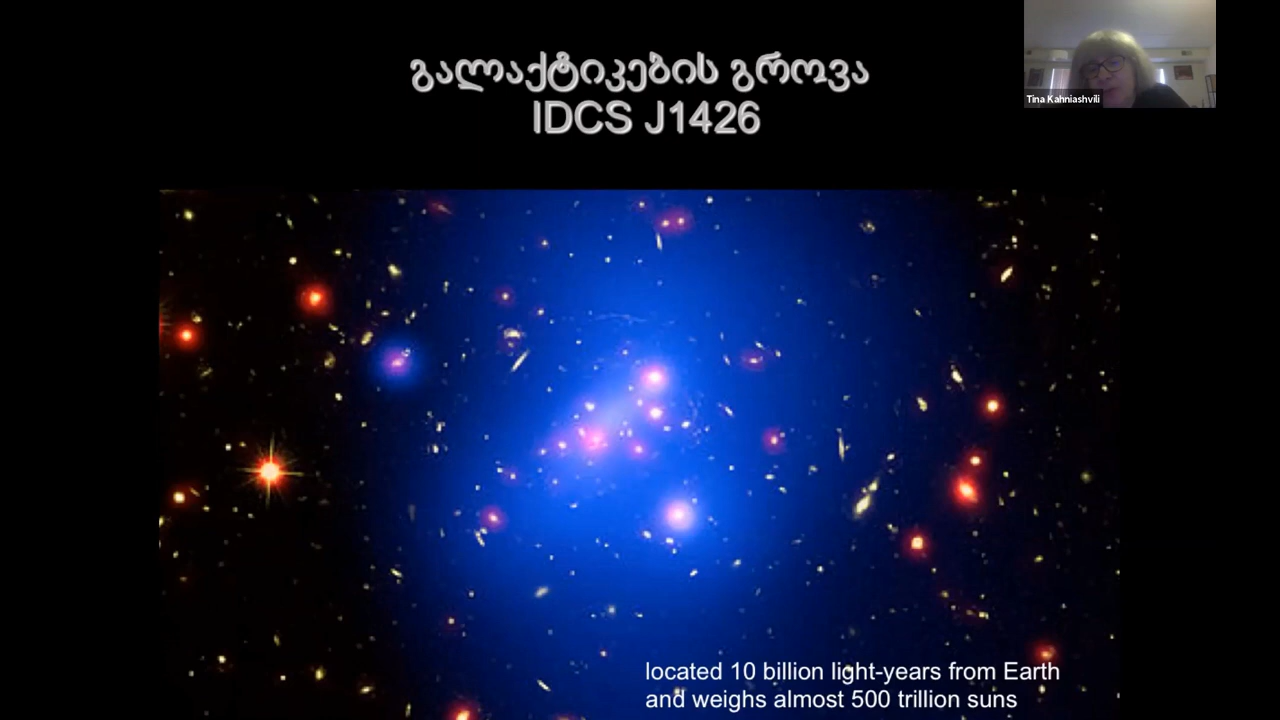 გალაქტიკების გროვა
IDCS J1426
Tina Kahniashvili
located 10 billion light-years from Earth
and weighs almost 500 trillion suns